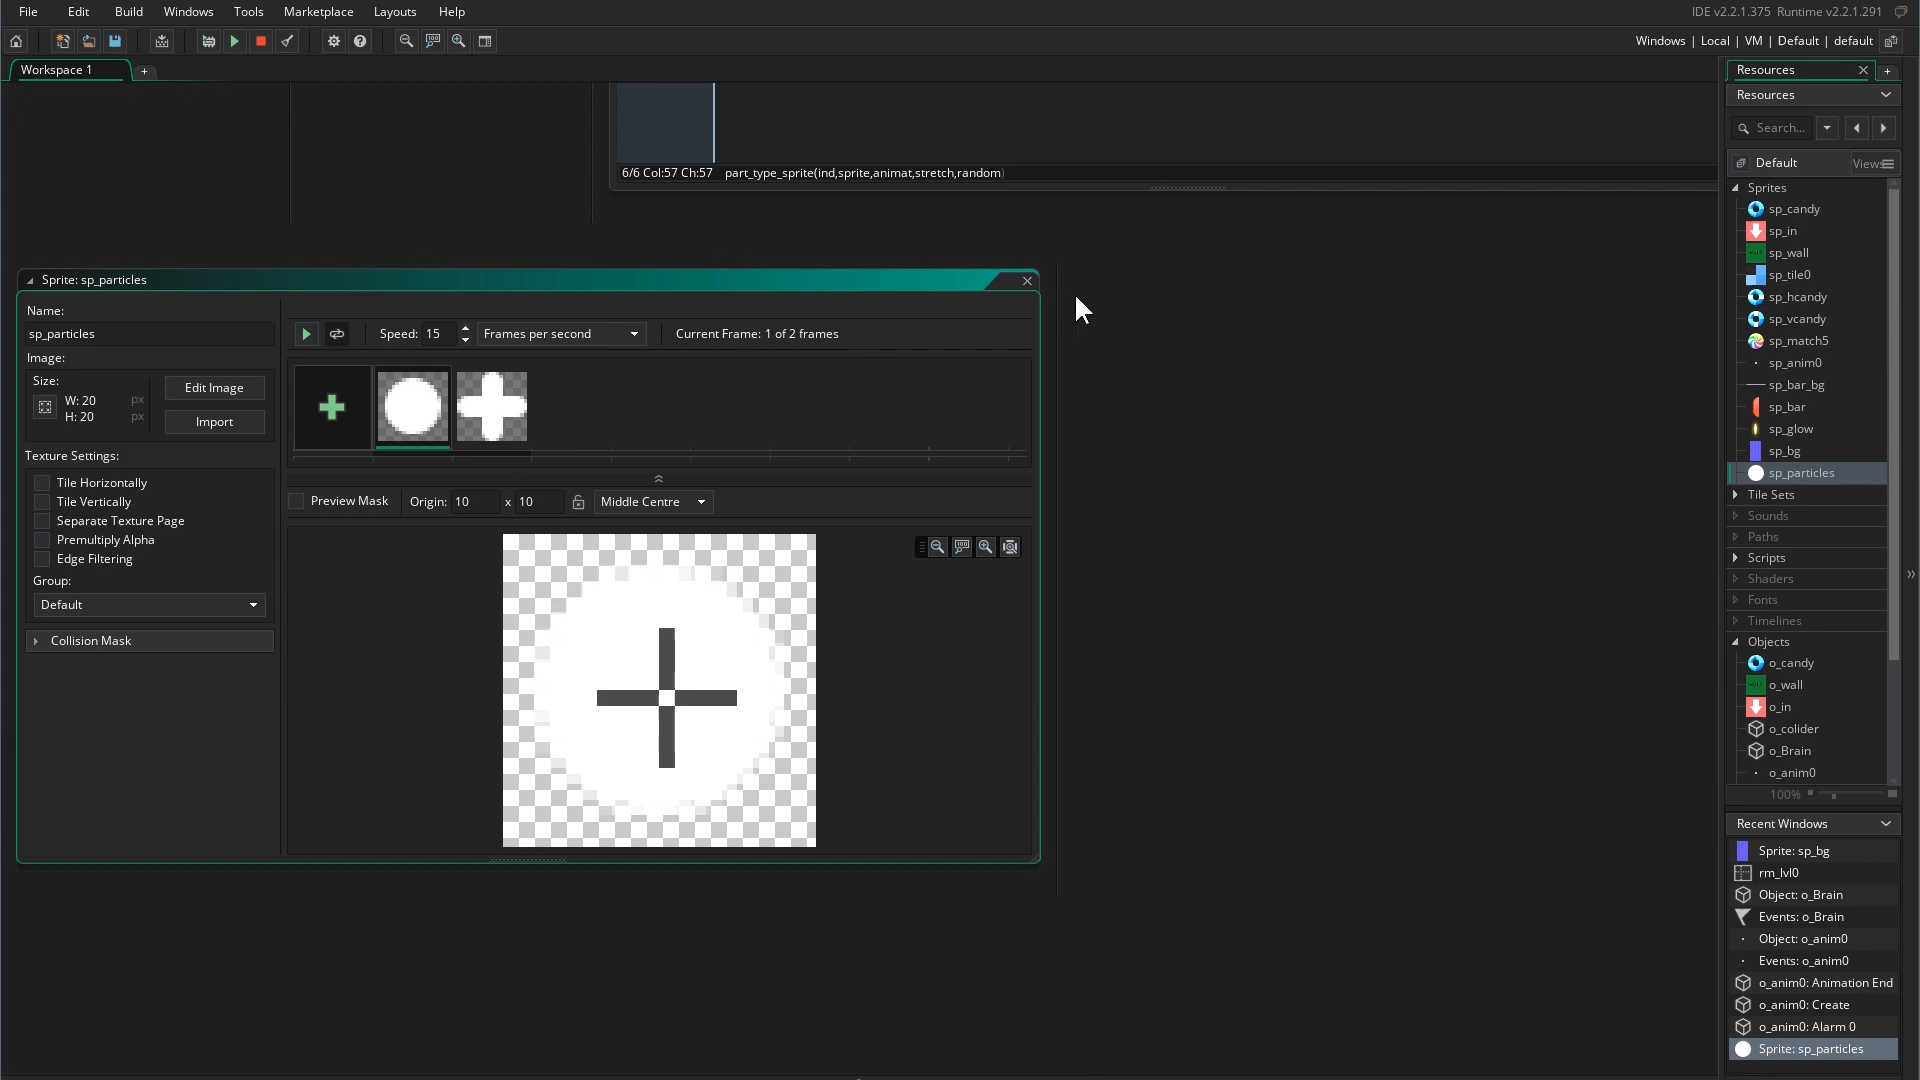 File Edit Build Windows Tools Marketplace Layouts Help IDE v2.2.1.375 Runtime v2.2.1.291
Windows | Local | VM | Default | default
Workspace 1
6/6 Col:57 Ch:57 part_type_sprite(ind,sprite,animat,stretch,random)
Sprite: sp_particles
Name:
sp_particles
Image:
Size:
W: 20 px
H: 20 px
Edit Image
Import
Texture Settings:
Tile Horizontally
Tile Vertically
Separate Texture Page
Premultiply Alpha
Edge Filtering
Group:
Default
Collision Mask
Speed: 15 Frames per second Current Frame: 1 of 2 frames
Preview Mask Origin: 10 x 10 Middle Centre
Resources
Resources
Search...
Default Views
Sprites
sp_candy
sp_in
sp_wall
sp_tile0
sp_hcandy
sp_vcandy
sp_match5
sp_anim0
sp_bar_bg
sp_bar
sp_glow
sp_bg
sp_particles
Tile Sets
Sounds
Paths
Scripts
Shaders
Fonts
Timelines
Objects
o_candy
o_wall
o_in
o_colider
o_Brain
o_anim0
100%
Recent Windows
Sprite: sp_bg
rm_lvl0
Object: o_Brain
Events: o_Brain
Object: o_anim0
Events: o_anim0
o_anim0: Animation End
o_anim0: Create
o_anim0: Alarm 0
Sprite: sp_particles